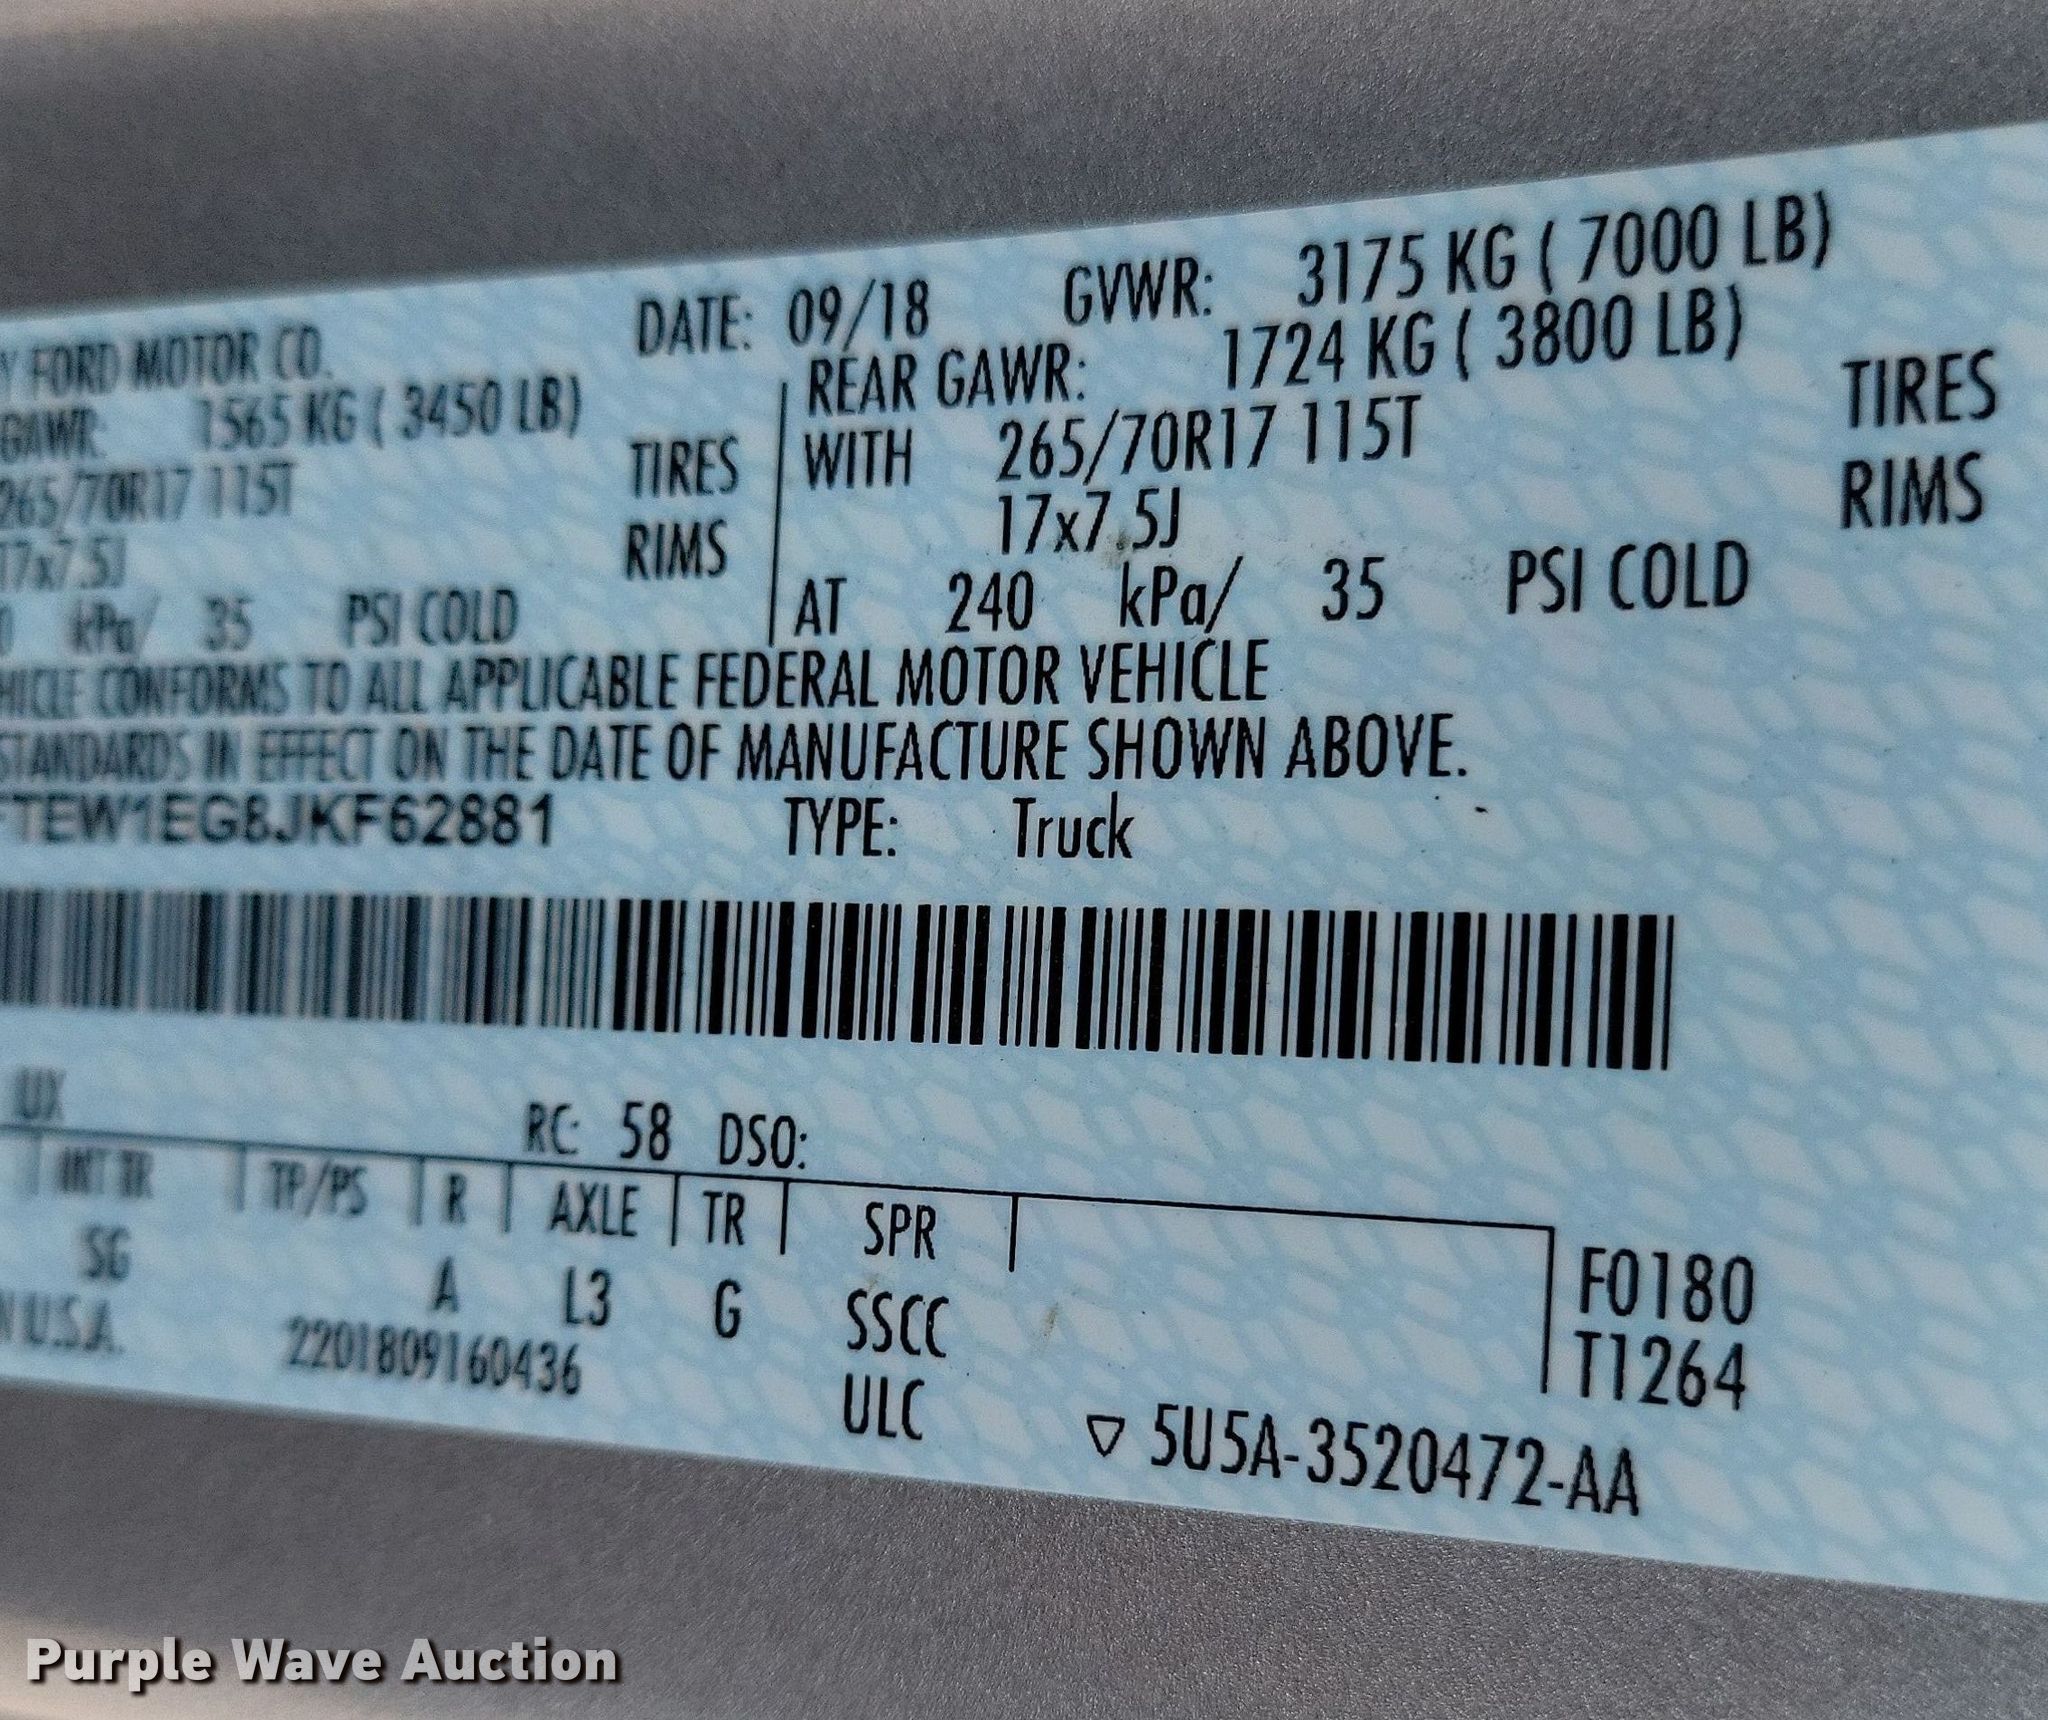 DATE: 09/18 GVWR: 3175 KG ( 7000 LB)
Y FORD MOTOR CO.
GAWR: 1565 KG ( 3450 LB) REAR GAWR: 1724 KG ( 3800 LB)
265/70R17 115T TIRES WITH 265/70R17 115T TIRES
17x7.5J RIMS 17x7.5J RIMS
kPa/ 35 PSI COLD AT 240 kPa/ 35 PSI COLD
HICLE CONFORMS TO ALL APPLICABLE FEDERAL MOTOR VEHICLE
STANDARDS IN EFFECT ON THE DATE OF MANUFACTURE SHOWN ABOVE.
FTEW1EG8JKF62881 TYPE: Truck
UX RC: 58 DSO:
INT TR TP/PS R AXLE TR SPR
SG A L3 G SSCC F0180
N U.S.A. 2201809160436 ULC T1264
▽ 5U5A-3520472-AA
Purple Wave Auction